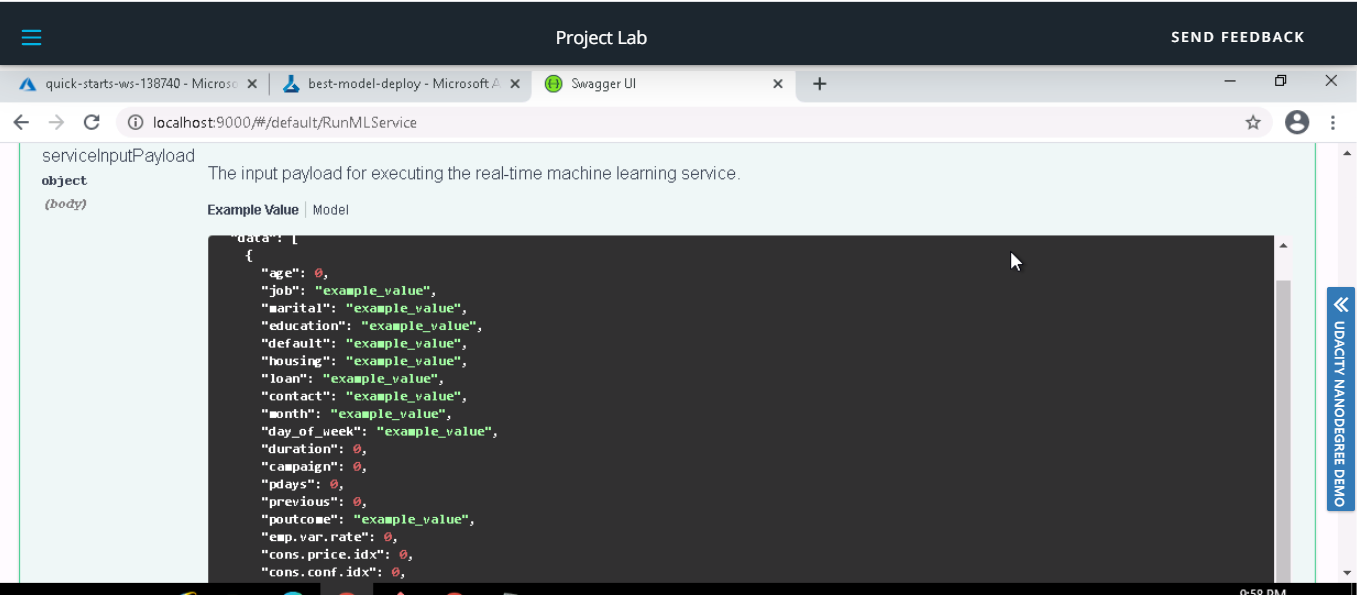 Project Lab
SEND FEEDBACK
quick-starts-ws-138740 - Microso
best-model-deploy - Microsoft A
Swagger UI
localhost:9000/#/default/RunMLService
serviceInputPayload
object
(body)
The input payload for executing the real-time machine learning service.
Example Value
Model
"data": [
{
"age": 0,
"job": "example_value",
"marital": "example_value",
"education": "example_value",
"default": "example_value",
"housing": "example_value",
"loan": "example_value",
"contact": "example_value",
"month": "example_value",
"day_of_week": "example_value",
"duration": 0,
"campaign": 0,
"pdays": 0,
"previous": 0,
"poutcome": "example_value",
"emp.var.rate": 0,
"cons.price.idx": 0,
"cons.conf.idx": 0,
UDACITY NANODEGREE DEMO
9:58 PM